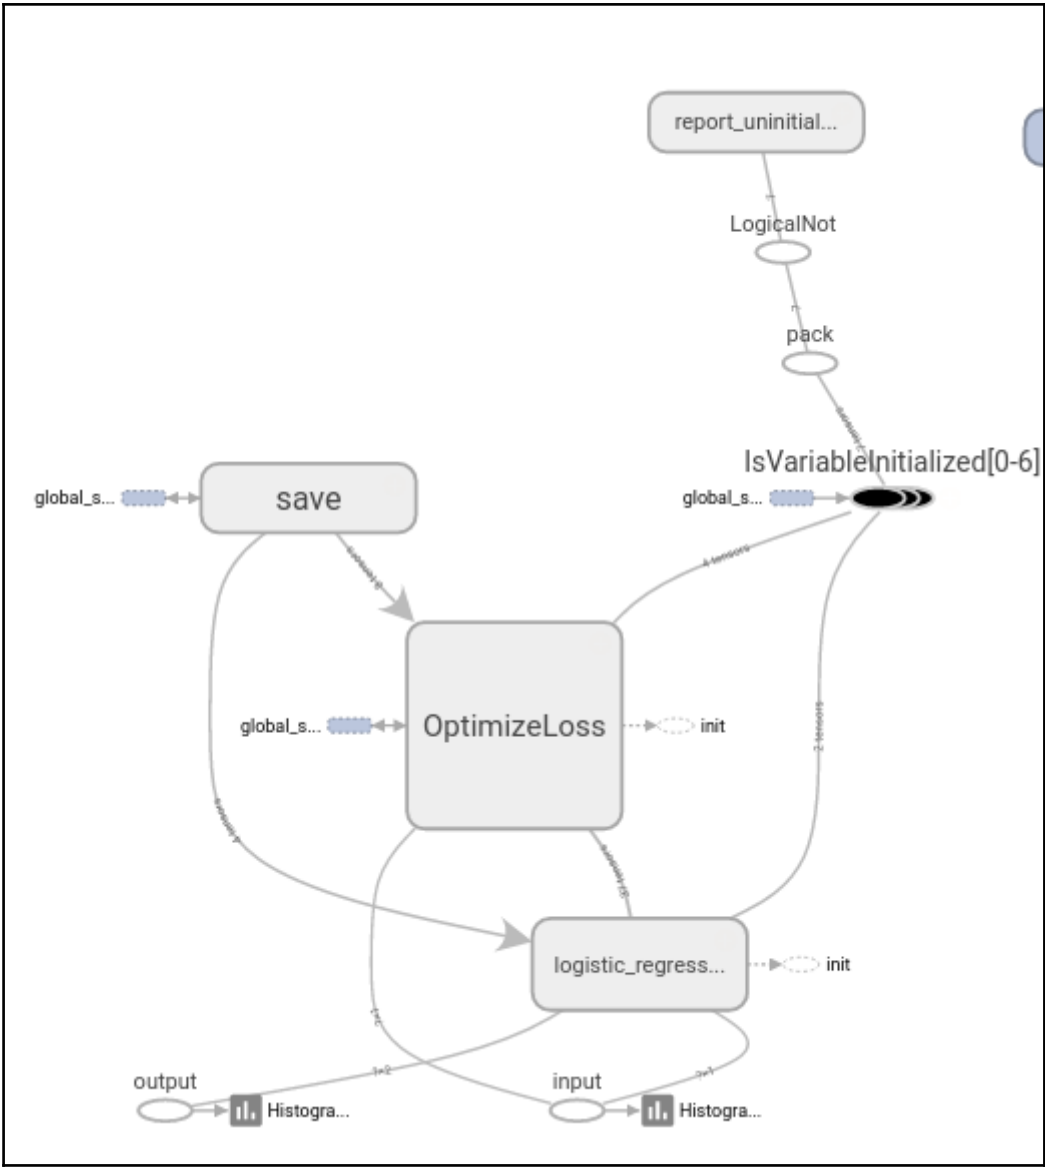 report_uninitial...
LogicalNot
pack
IsVariableInitialized[0-6]
global_s...
save
global_s...
4 tensors
global_s...
OptimizeLoss
init
2 tensors
logistic_regress...
init
output
Histogra...
input
Histogra...